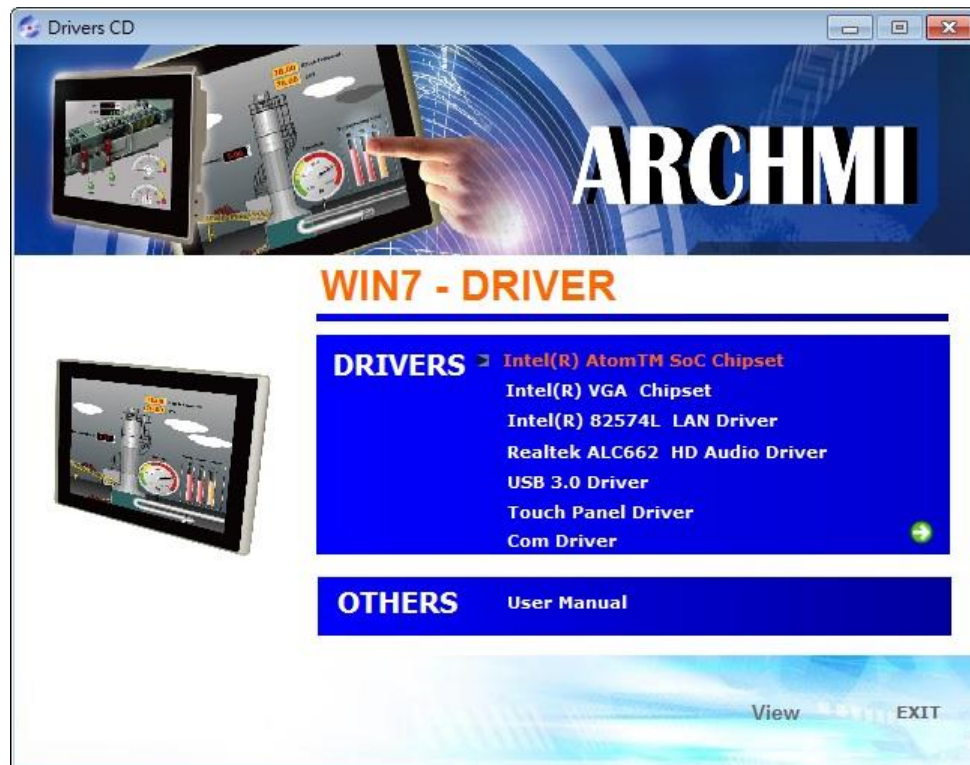 Drivers CD
ARCHMI
WIN7 - DRIVER
DRIVERS
Intel(R) AtomTM SoC Chipset
Intel(R) VGA Chipset
Intel(R) 82574L LAN Driver
Realtek ALC662 HD Audio Driver
USB 3.0 Driver
Touch Panel Driver
Com Driver
OTHERS
User Manual
View
EXIT